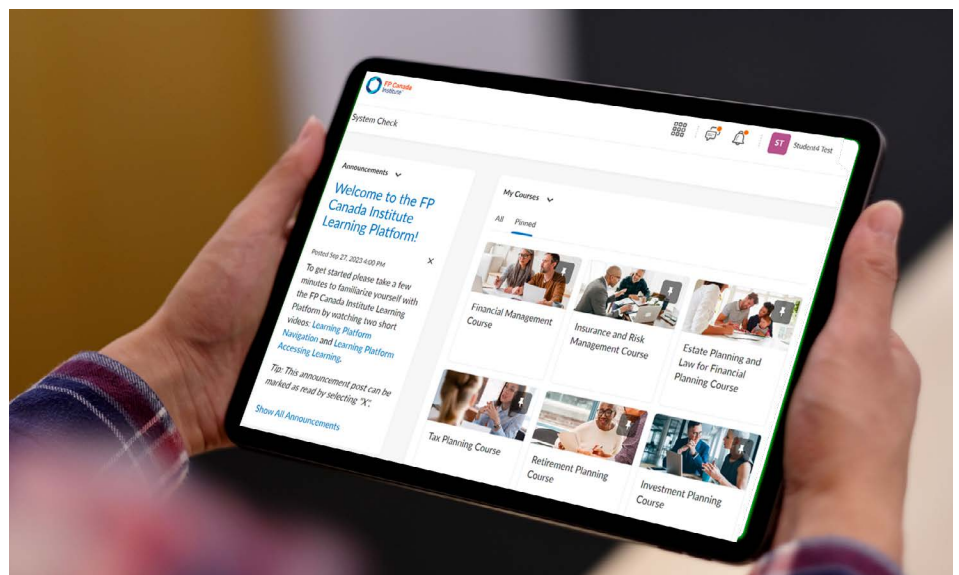 FP Canada
Institute™
System Check
ST
Student4 Test
Announcements
Welcome to the FP
Canada Institute
Learning Platform!
Posted Sep 27, 2023 4:00 PM
X
To get started please take a few
minutes to familiarize yourself with
the FP Canada Institute Learning
Platform by watching two short
videos: Learning Platform
Navigation and Learning Platform
Accessing Learning.
Tip: This announcement post can be
marked as read by selecting "X".
Show All Announcements
My Courses
All Pinned
Financial Management
Course
Insurance and Risk
Management Course
Estate Planning and
Law for Financial
Planning Course
Tax Planning Course
Retirement Planning
Course
Investment Planning
Course